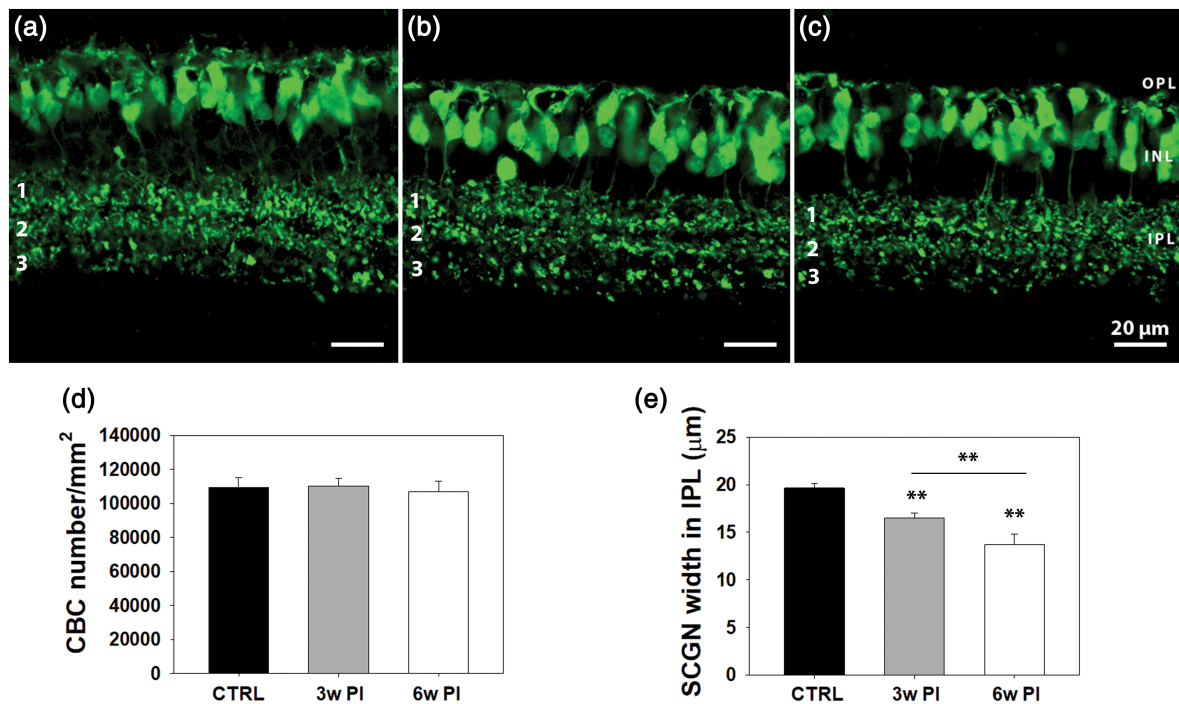 (a)
(b)
(c)
OPL
INL
IPL
1
2
3
1
2
3
1
2
3
20 µm
(d)
CBC number/mm²
140000
120000
100000
80000
60000
40000
20000
0
CTRL
3w PI
6w PI
(e)
SCGN width in IPL (µm)
25
20
15
10
5
0
**
**
**
CTRL
3w PI
6w PI